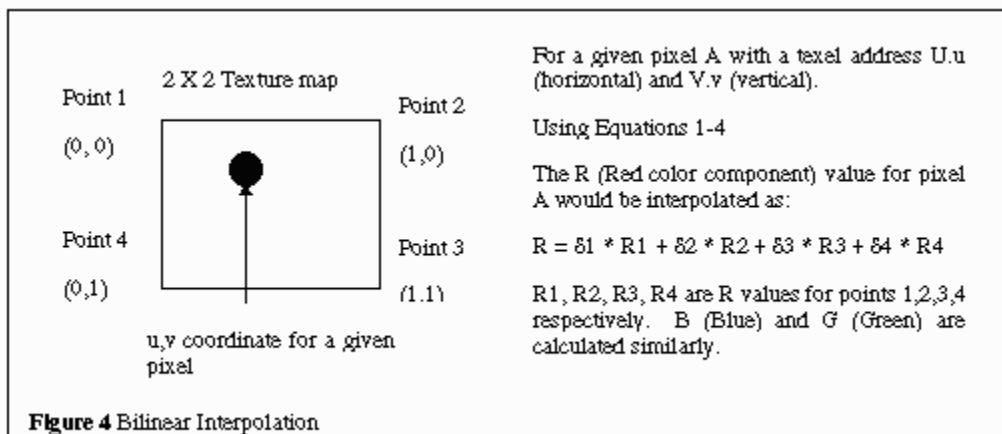 2 X 2 Texture map
Point 1
(0, 0)
Point 2
(1,0)
Point 4
(0,1)
Point 3
(1,1)
u,v coordinate for a given
pixel
For a given pixel A with a texel address U.u
(horizontal) and V.v (vertical).
Using Equations 1-4
The R (Red color component) value for pixel
A would be interpolated as:
R = δ1 * R1 + δ2 * R2 + δ3 * R3 + δ4 * R4
R1, R2, R3, R4 are R values for points 1,2,3,4
respectively. B (Blue) and G (Green) are
calculated similarly.
Figure 4 Bilinear Interpolation